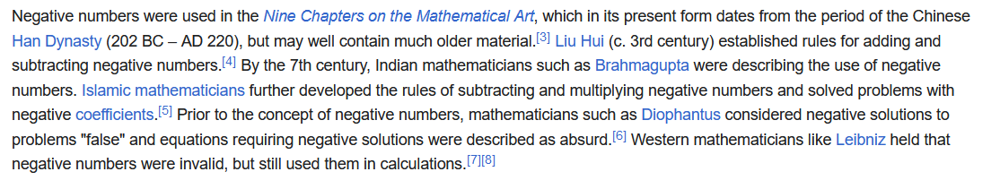 Negative numbers were used in the Nine Chapters on the Mathematical Art, which in its present form dates from the period of the Chinese
Han Dynasty (202 BC – AD 220), but may well contain much older material.[3] Liu Hui (c. 3rd century) established rules for adding and
subtracting negative numbers.[4] By the 7th century, Indian mathematicians such as Brahmagupta were describing the use of negative
numbers. Islamic mathematicians further developed the rules of subtracting and multiplying negative numbers and solved problems with
negative coefficients.[5] Prior to the concept of negative numbers, mathematicians such as Diophantus considered negative solutions to
problems "false" and equations requiring negative solutions were described as absurd.[6] Western mathematicians like Leibniz held that
negative numbers were invalid, but still used them in calculations.[7][8]